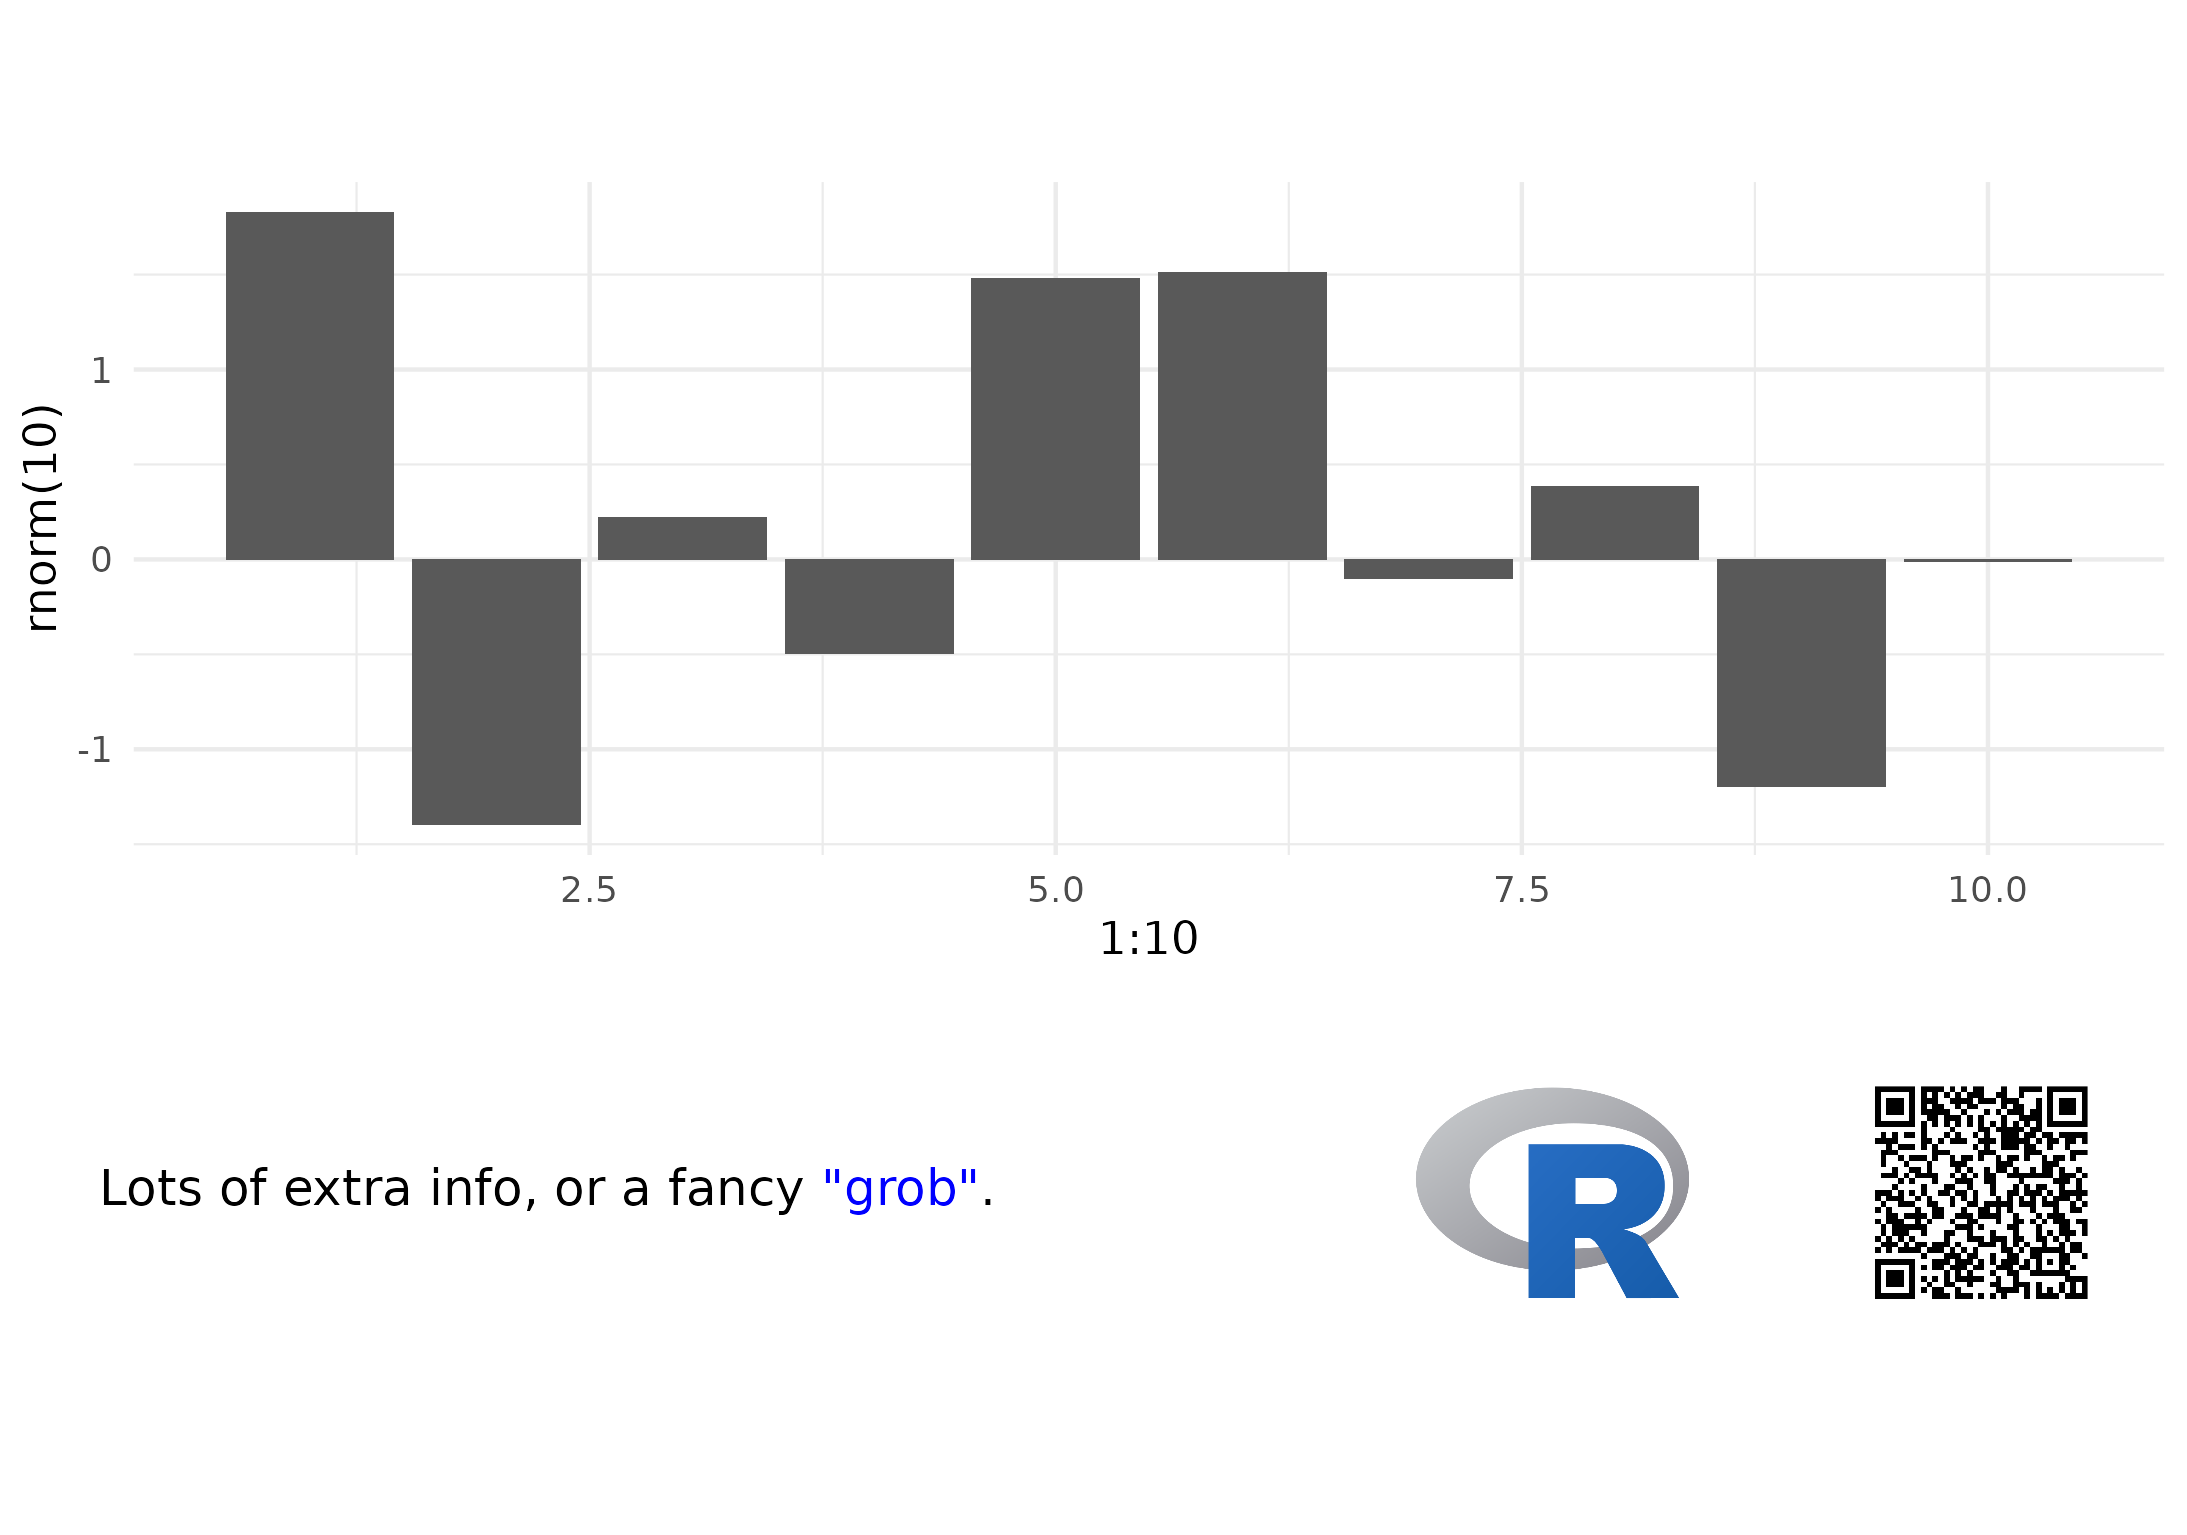 rnorm(10)
1
0
-1
2.5 5.0 7.5 10.0
1:10
Lots of extra info, or a fancy "grob".
R